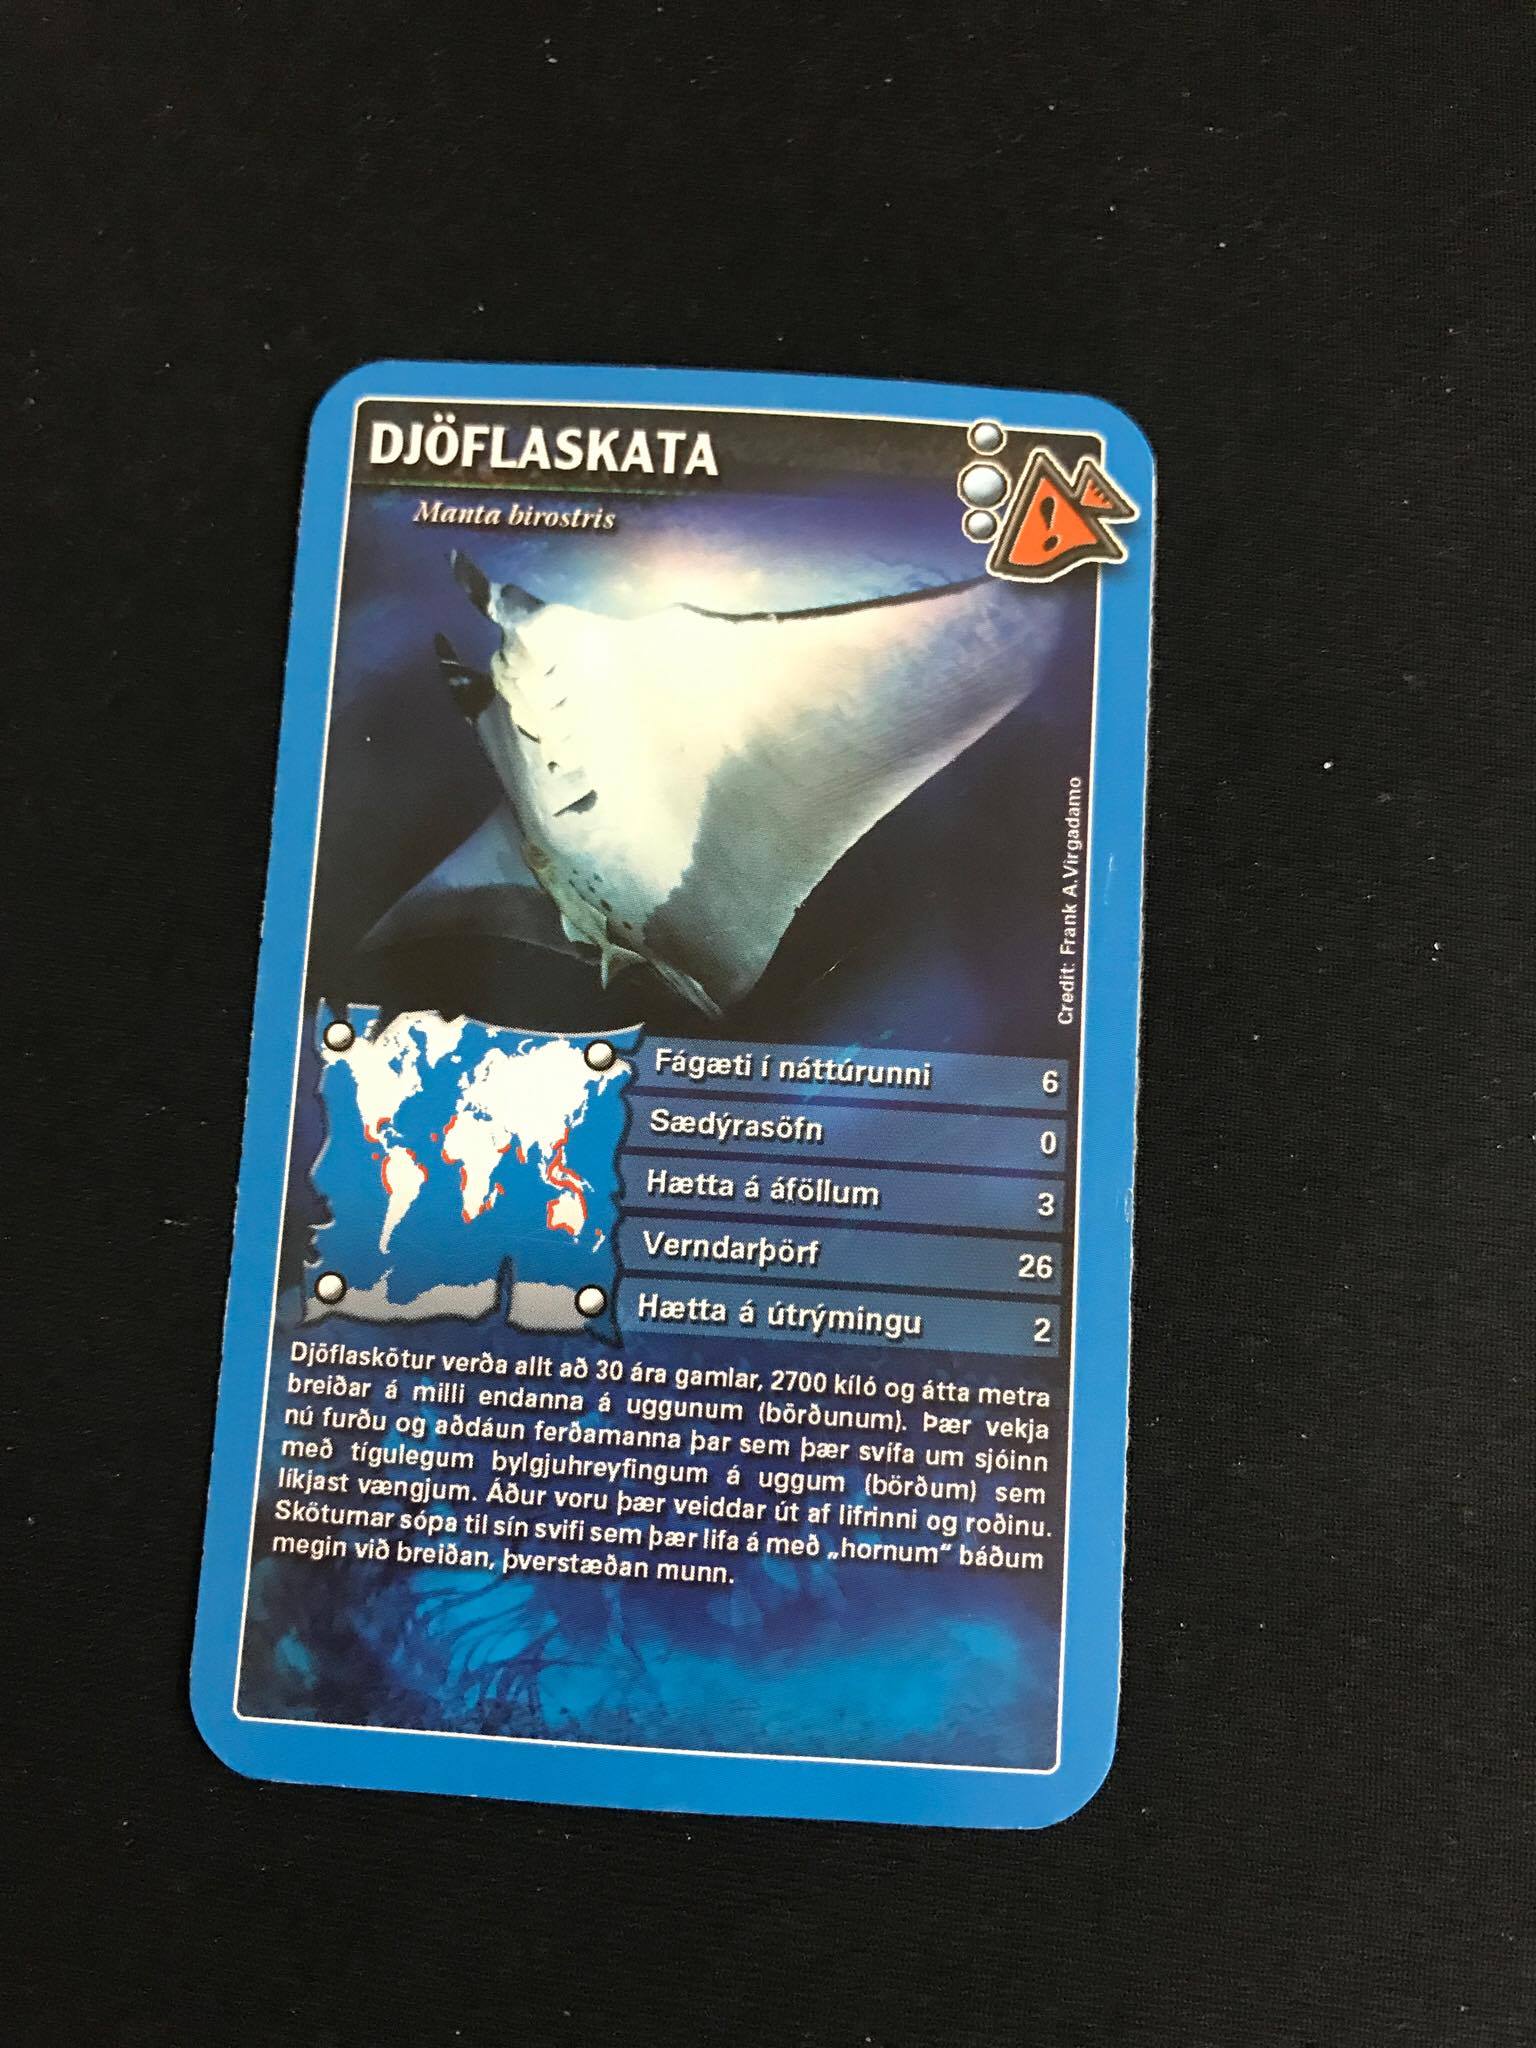 DJÖFLASKATA
Manta birostris
Credit: Frank A.Virgadamo
Fágæti í náttúrunni 6
Sædýrasöfn 0
Hætta á áföllum 3
Verndarþörf 26
Hætta á útrýmingu 2
Djöflaskötur verða allt að 30 ára gamlar, 2700 kíló og átta metra
breiðar á milli endanna á uggunum (börðunum). Þær vekja
nú furðu og aðdáun ferðamanna þar sem þær svífa um sjóinn
með tígulegum bylgjuhreyfingum á uggum (börðum) sem
líkjast vængjum. Áður voru þær veiddar út af lifrinni og roðinu.
Sköturnar sópa til sín svifi sem þær lifa á með „hornum“ báðum
megin við breiðan, þverstæðan munn.